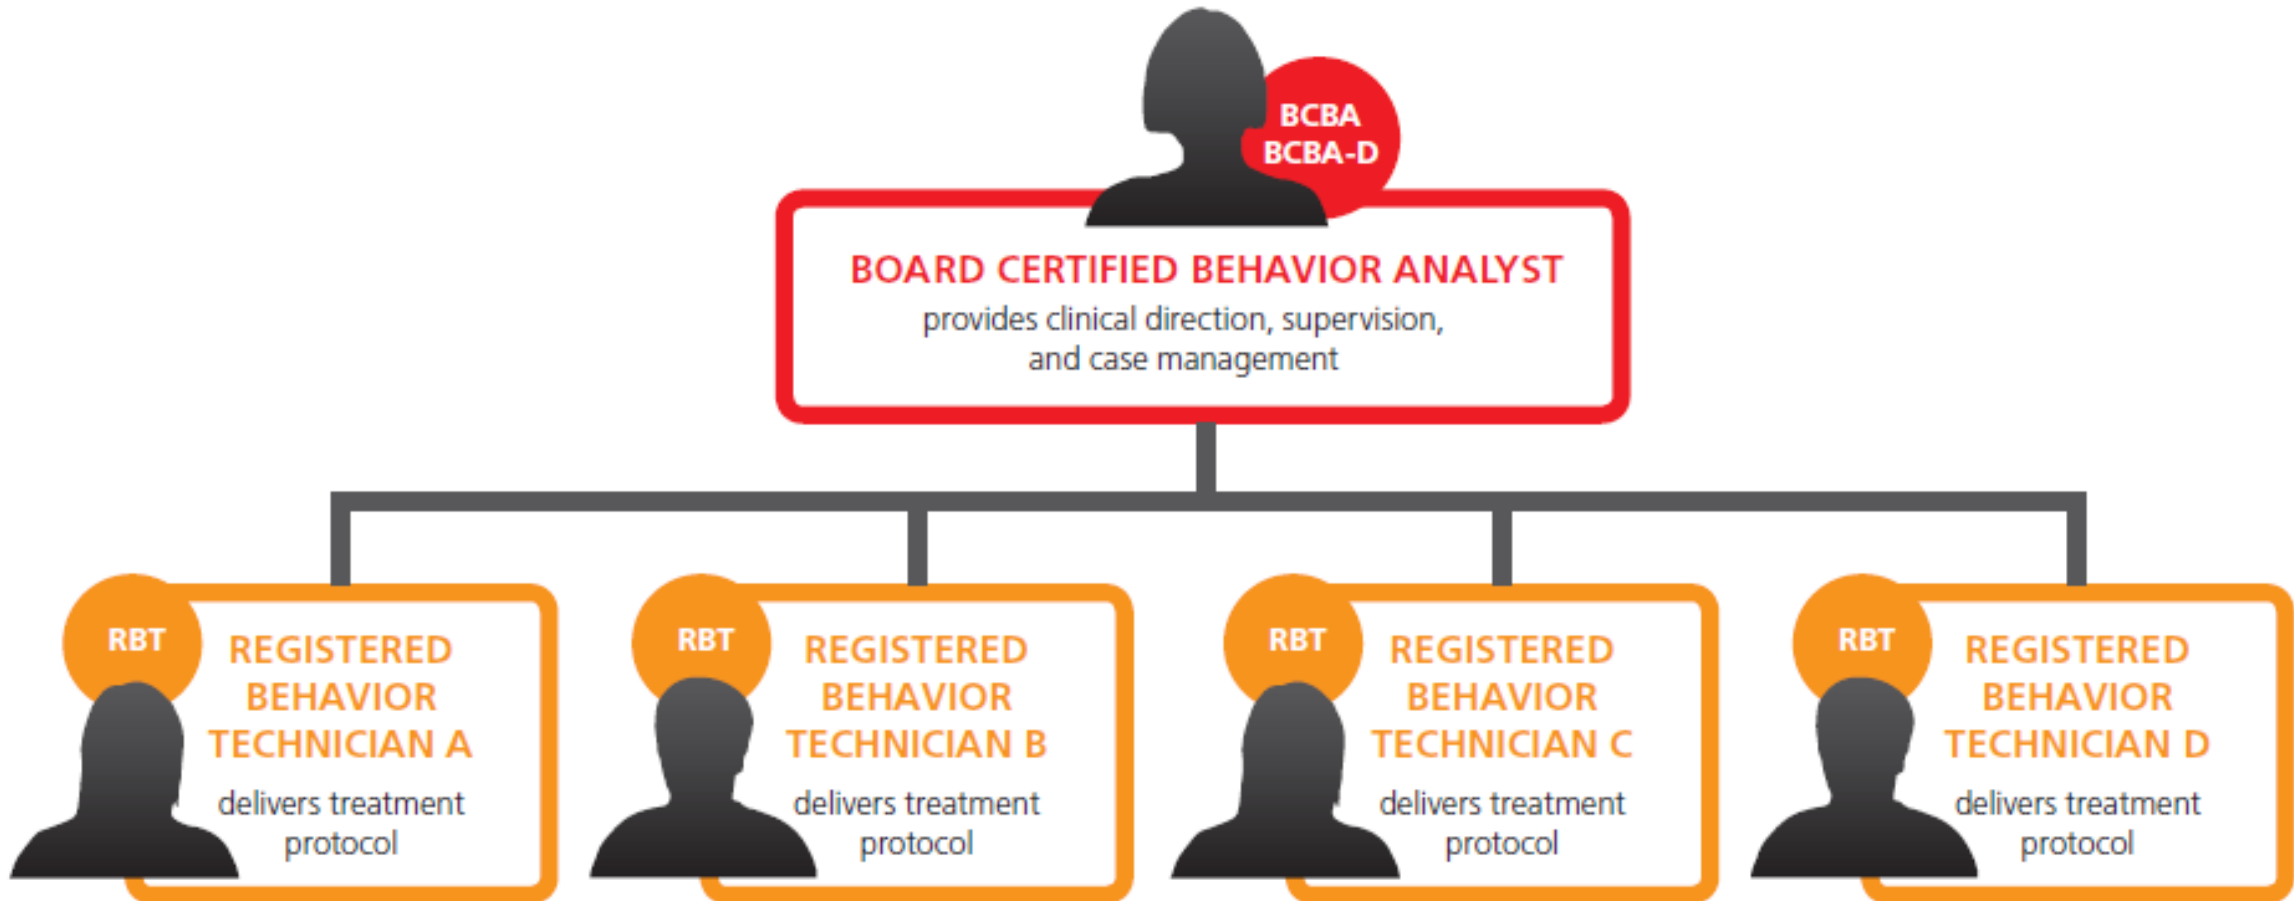 BCBA
BCBA-D
BOARD CERTIFIED BEHAVIOR ANALYST
provides clinical direction, supervision,
and case management
RBT
REGISTERED
BEHAVIOR
TECHNICIAN A
delivers treatment
protocol
RBT
REGISTERED
BEHAVIOR
TECHNICIAN B
delivers treatment
protocol
RBT
REGISTERED
BEHAVIOR
TECHNICIAN C
delivers treatment
protocol
RBT
REGISTERED
BEHAVIOR
TECHNICIAN D
delivers treatment
protocol